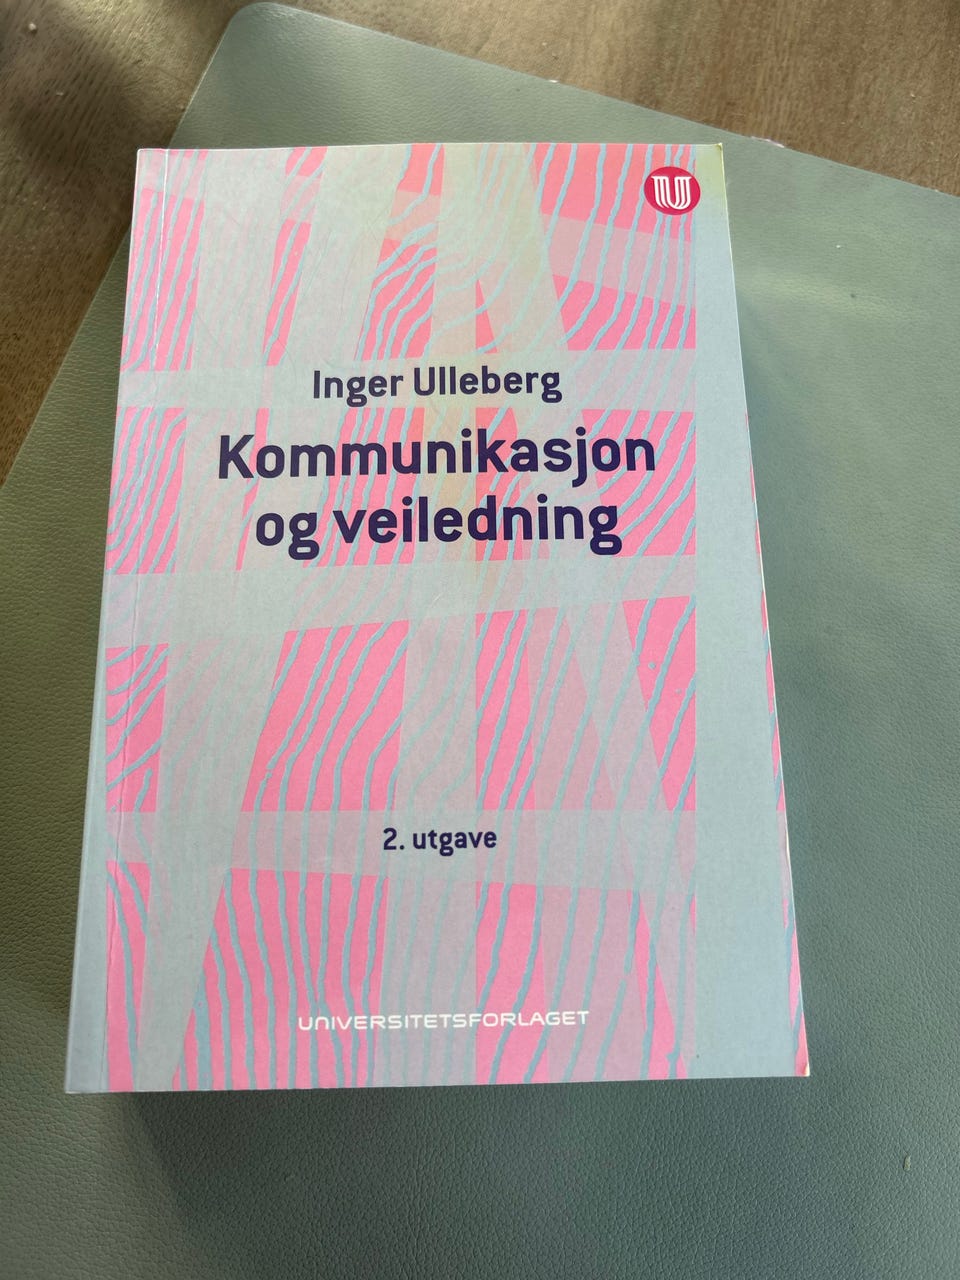 U
Inger Ulleberg
Kommunikasjon
og veiledning
2. utgave
UNIVERSITETSFORLAGET